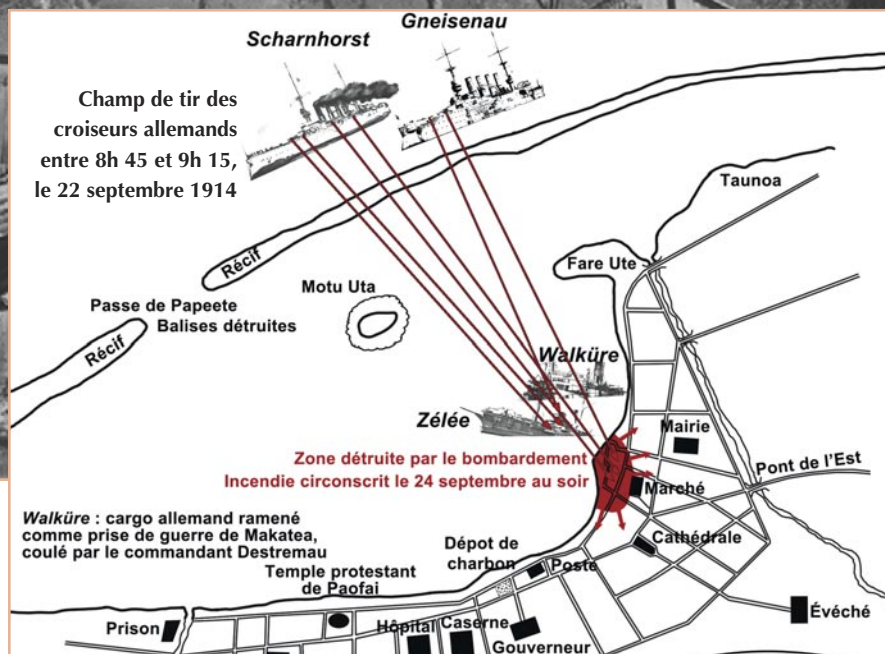 Scharnhorst
Gneisenau
Champ de tir des
croiseurs allemands
entre 8h 45 et 9h 15,
le 22 septembre 1914
Taunoa
Récif
Fare Ute
Motu Uta
Passe de Papeete
Balises détruites
Récif
Walküre
Zélée
Mairie
Zone détruite par le bombardement
Incendie circonscrit le 24 septembre au soir
Pont de l'Est
Marché
Walküre : cargo allemand ramené
comme prise de guerre de Makatea,
coulé par le commandant Destremau
Cathédrale
Dépot de
charbon
Poste
Temple protestant
de Paofai
Évêché
Prison
Hôpital
Caserne
Gouverneur